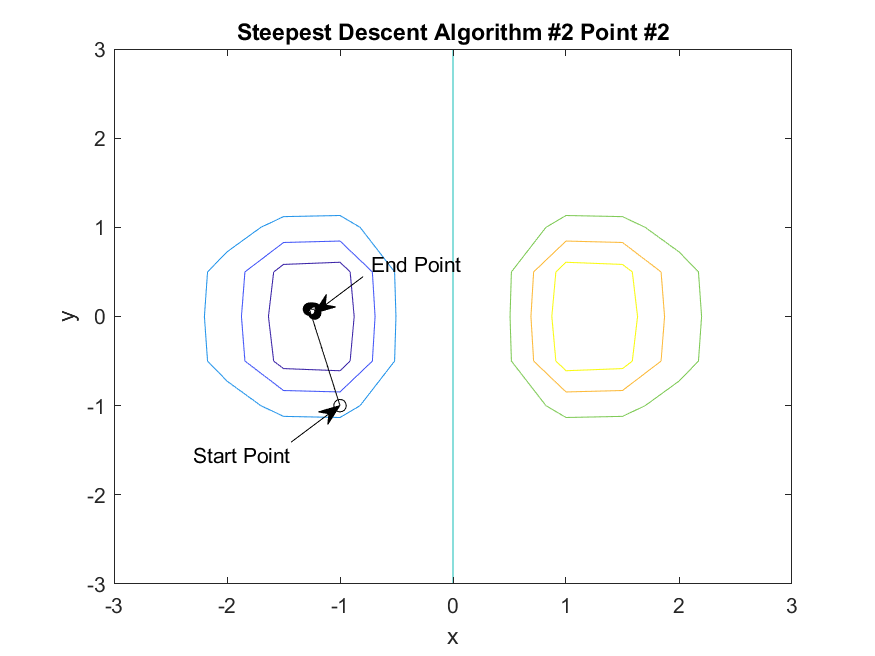 Steepest Descent Algorithm #2 Point #2
3
2
1
0
-1
-2
-3
y
End Point
Start Point
-3 -2 -1 0 1 2 3
x